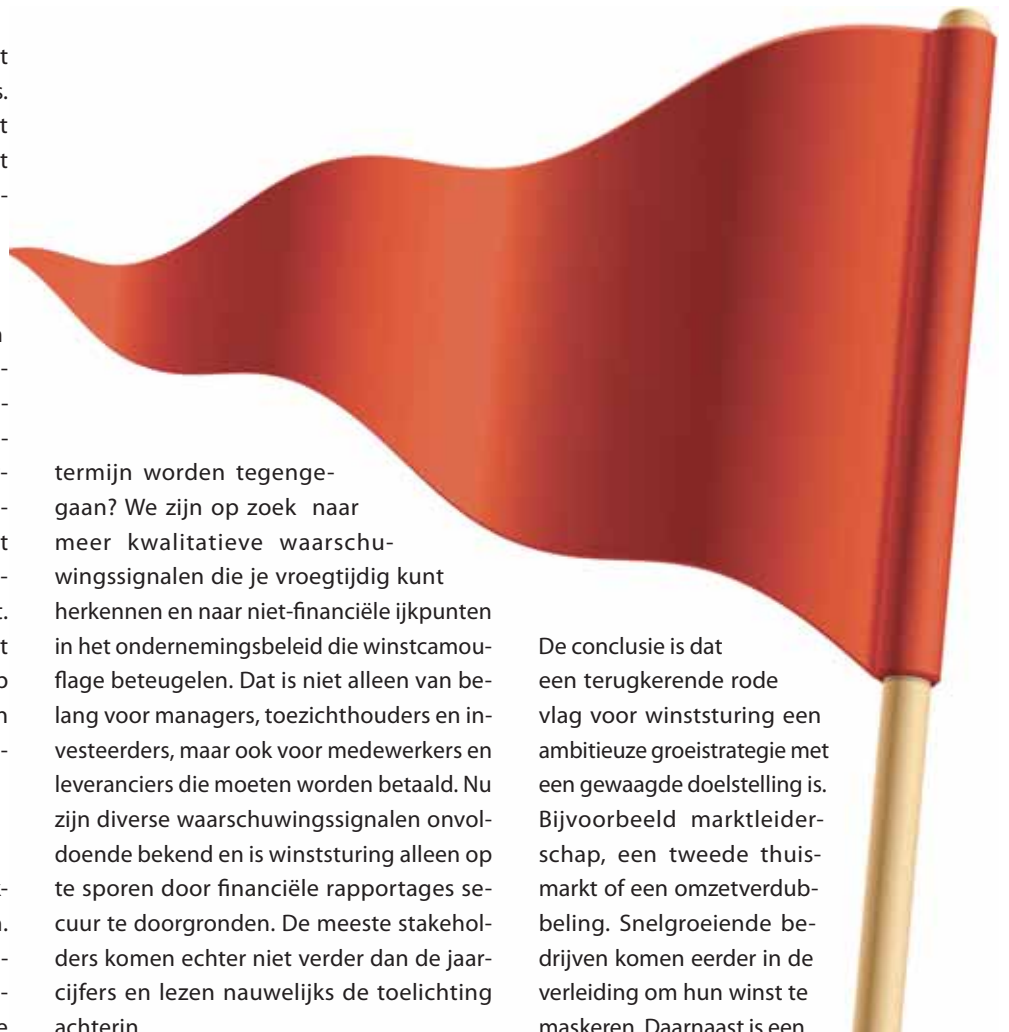 t
s.
t
t
-
n
-
-
-
-
-
t
-
t.
t
o
n
-
-
n.
-
-
e
termijn worden tegenge-
gaan? We zijn op zoek naar
meer kwalitatieve waarschu-
wingssignalen die je vroegtijdig kunt
herkennen en naar niet-financiële ijkpunten
in het ondernemingsbeleid die winstcamou-
flage beteugelen. Dat is niet alleen van be-
lang voor managers, toezichthouders en in-
vesteerders, maar ook voor medewerkers en
leveranciers die moeten worden betaald. Nu
zijn diverse waarschuwingssignalen onvol-
doende bekend en is winststuring alleen op
te sporen door financiële rapportages se-
cuur te doorgronden. De meeste stakehol-
ders komen echter niet verder dan de jaar-
cijfers en lezen nauwelijks de toelichting
achterin.
De conclusie is dat
een terugkerende rode
vlag voor winststuring een
ambitieuze groeistrategie met
een gewaagde doelstelling is.
Bijvoorbeeld marktleider-
schap, een tweede thuis-
markt of een omzetverdub-
beling. Snelgroeiende be-
drijven komen eerder in de
verleiding om hun winst te
maskeren. Daarnaast is een